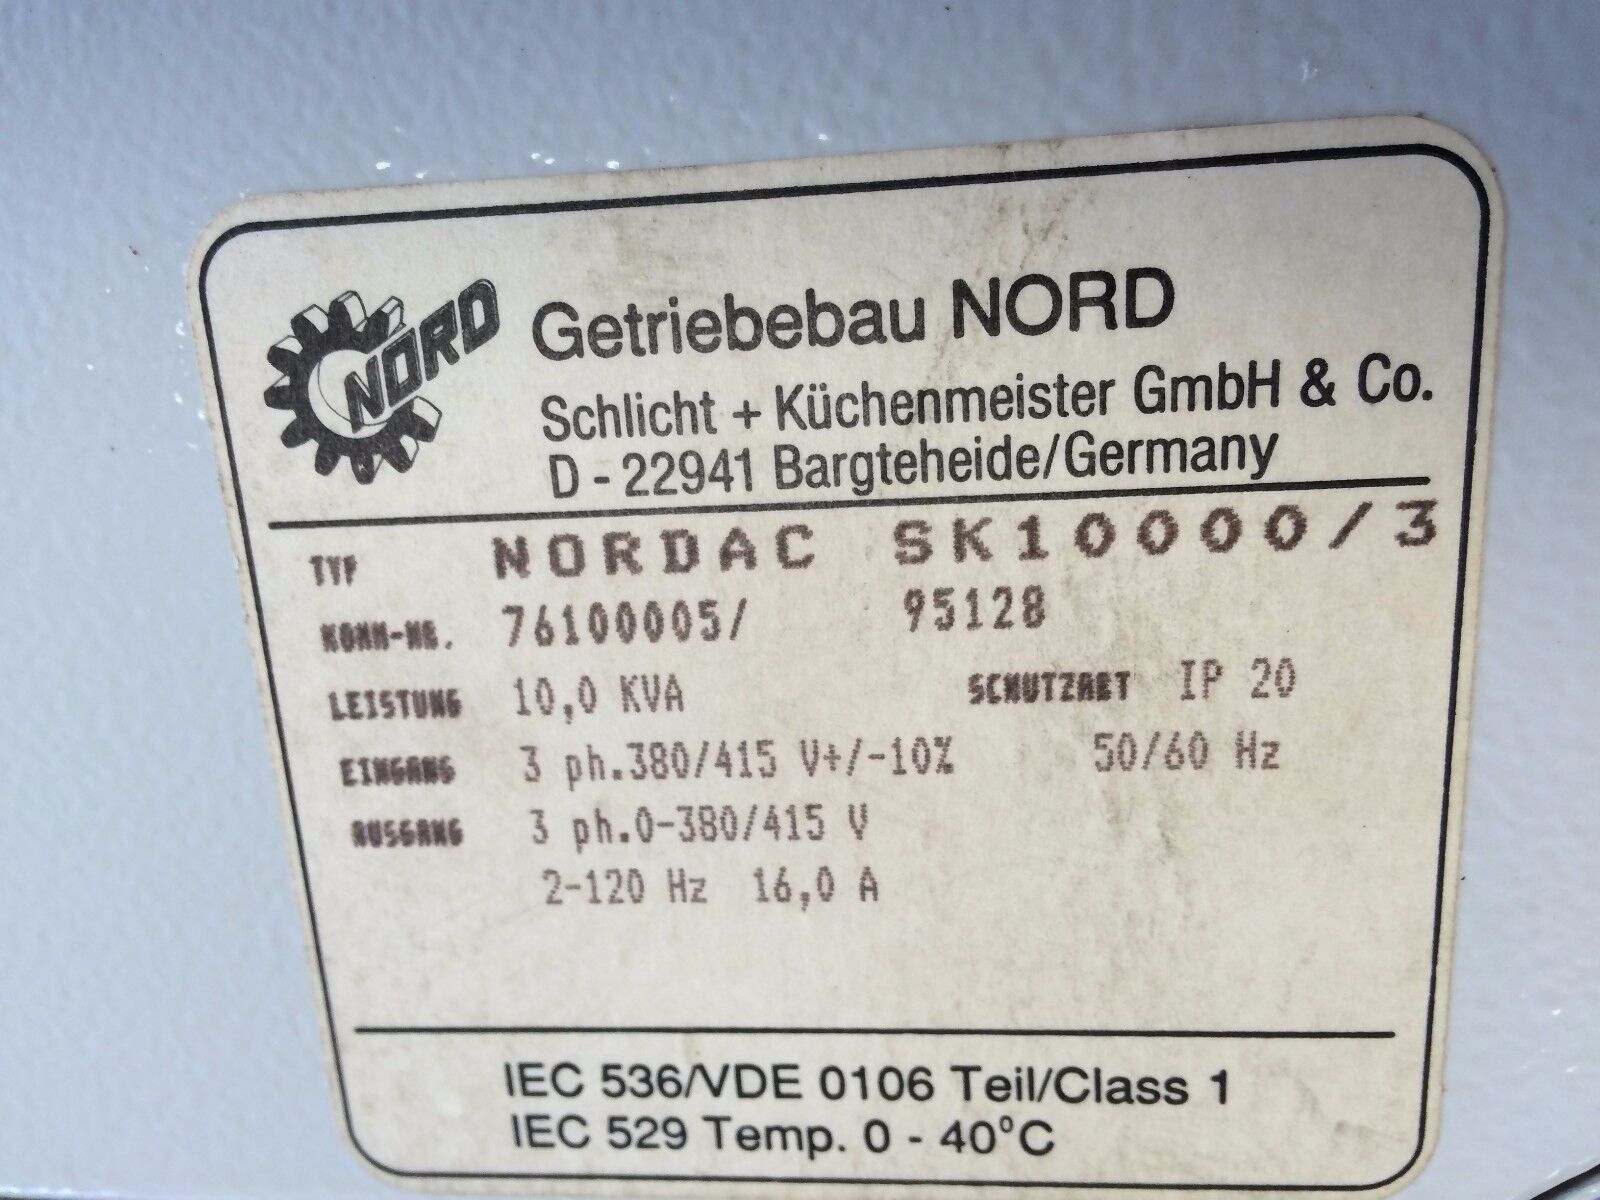 NORD
Getriebebau NORD
Schlicht + Küchenmeister GmbH & Co.
D - 22941 Bargteheide/Germany
TYP NORDAC SK10000/3
KOMM-NR. 76100005/ 95128
LEISTUNG 10,0 KVA SCHUTZART IP 20
EINGANG 3 ph.380/415 V+/-10% 50/60 Hz
AUSGANG 3 ph.0-380/415 V
2-120 Hz 16,0 A
IEC 536/VDE 0106 Teil/Class 1
IEC 529 Temp. 0 - 40°C